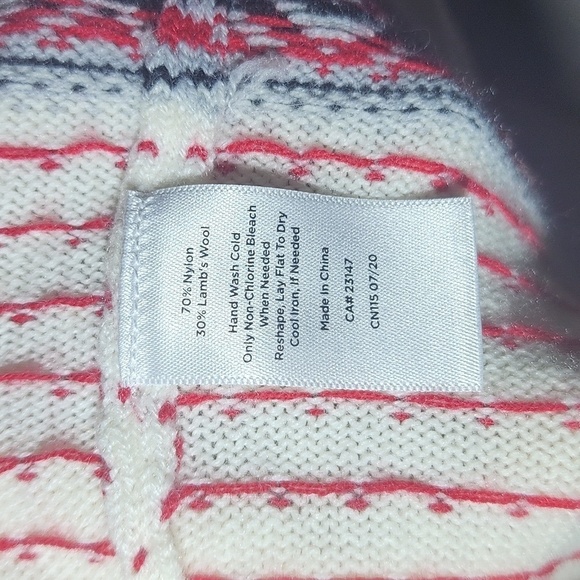 70% Nylon
30% Lamb's Wool
Hand Wash Cold
Only Non-Chlorine Bleach
When Needed
Reshape, Lay Flat To Dry
Cool Iron, If Needed
Made In China
CA# 23147
CN115 07/20